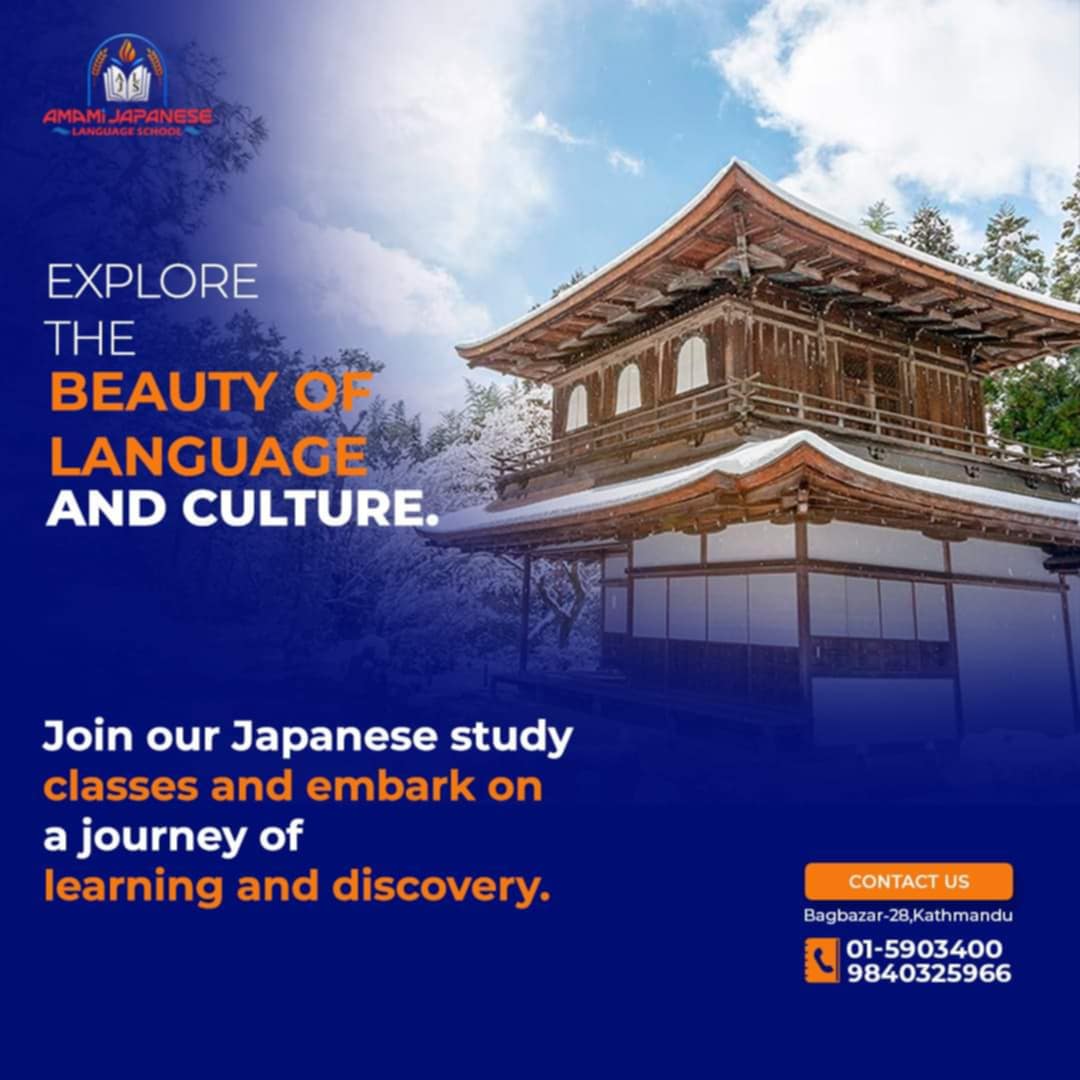 A L
J S
AMAMI JAPANESE
LANGUAGE SCHOOL
EXPLORE
THE
BEAUTY OF
LANGUAGE
AND CULTURE.
Join our Japanese study
classes and embark on
a journey of
learning and discovery.
CONTACT US
Bagbazar-28,Kathmandu
01-5903400
9840325966